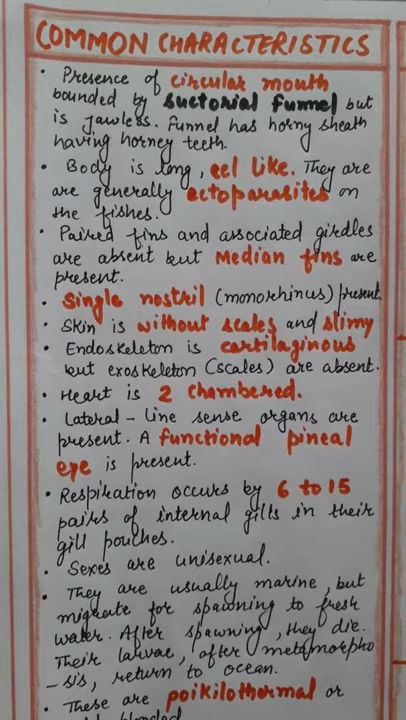 COMMON CHARACTERISTICS
• Presence of circular mouth
bounded by suctorial funnel but
is jawless. Funnel has horny sheath
having horney teeth.
• Body is long, eel like. They are
are generally ectoparasites on
the fishes.
• Paired fins and associated girdles
are absent but Median fins are
present.
• Single nostril (monorhinus) present.
• Skin is without scales and slimy
• Endoskeleton is cartilaginous
but exoskeleton (scales) are absent.
• Heart is 2 chambered.
• Lateral-line sense organs are
present. A functional pineal
eye is present.
• Respiration occurs by 6 to 15
pairs of internal gills in their
gill pouches.
• Sexes are unisexual.
• They are usually marine, but
migrate for spawning to fresh
water. After spawning, they die.
Their larvae, after metamorpho
-sis, return to ocean.
• These are poikilothermal or